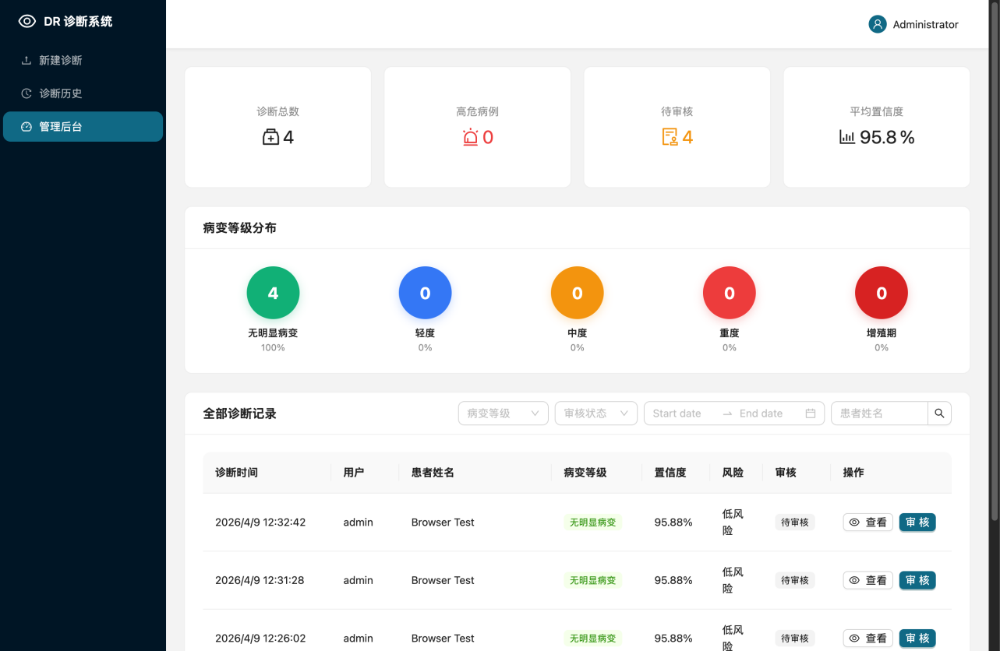 DR 诊断系统
Administrator
新建诊断
诊断历史
管理后台
诊断总数
4
高危病例
0
待审核
4
平均置信度
95.8 %
病变等级分布
4
0
0
0
0
无明显病变
轻度
中度
重度
增殖期
100%
0%
0%
0%
0%
全部诊断记录
病变等级
审核状态
Start date
End date
患者姓名
诊断时间 用户 患者姓名 病变等级 置信度 风险 审核 操作
2026/4/9 12:32:42 admin Browser Test 无明显病变 95.88% 低风险 待审核 查看 审 核
2026/4/9 12:31:28 admin Browser Test 无明显病变 95.88% 低风险 待审核 查看 审 核
2026/4/9 12:26:02 admin Browser Test 无明显病变 95.88% 低风险 待审核 查看 审 核